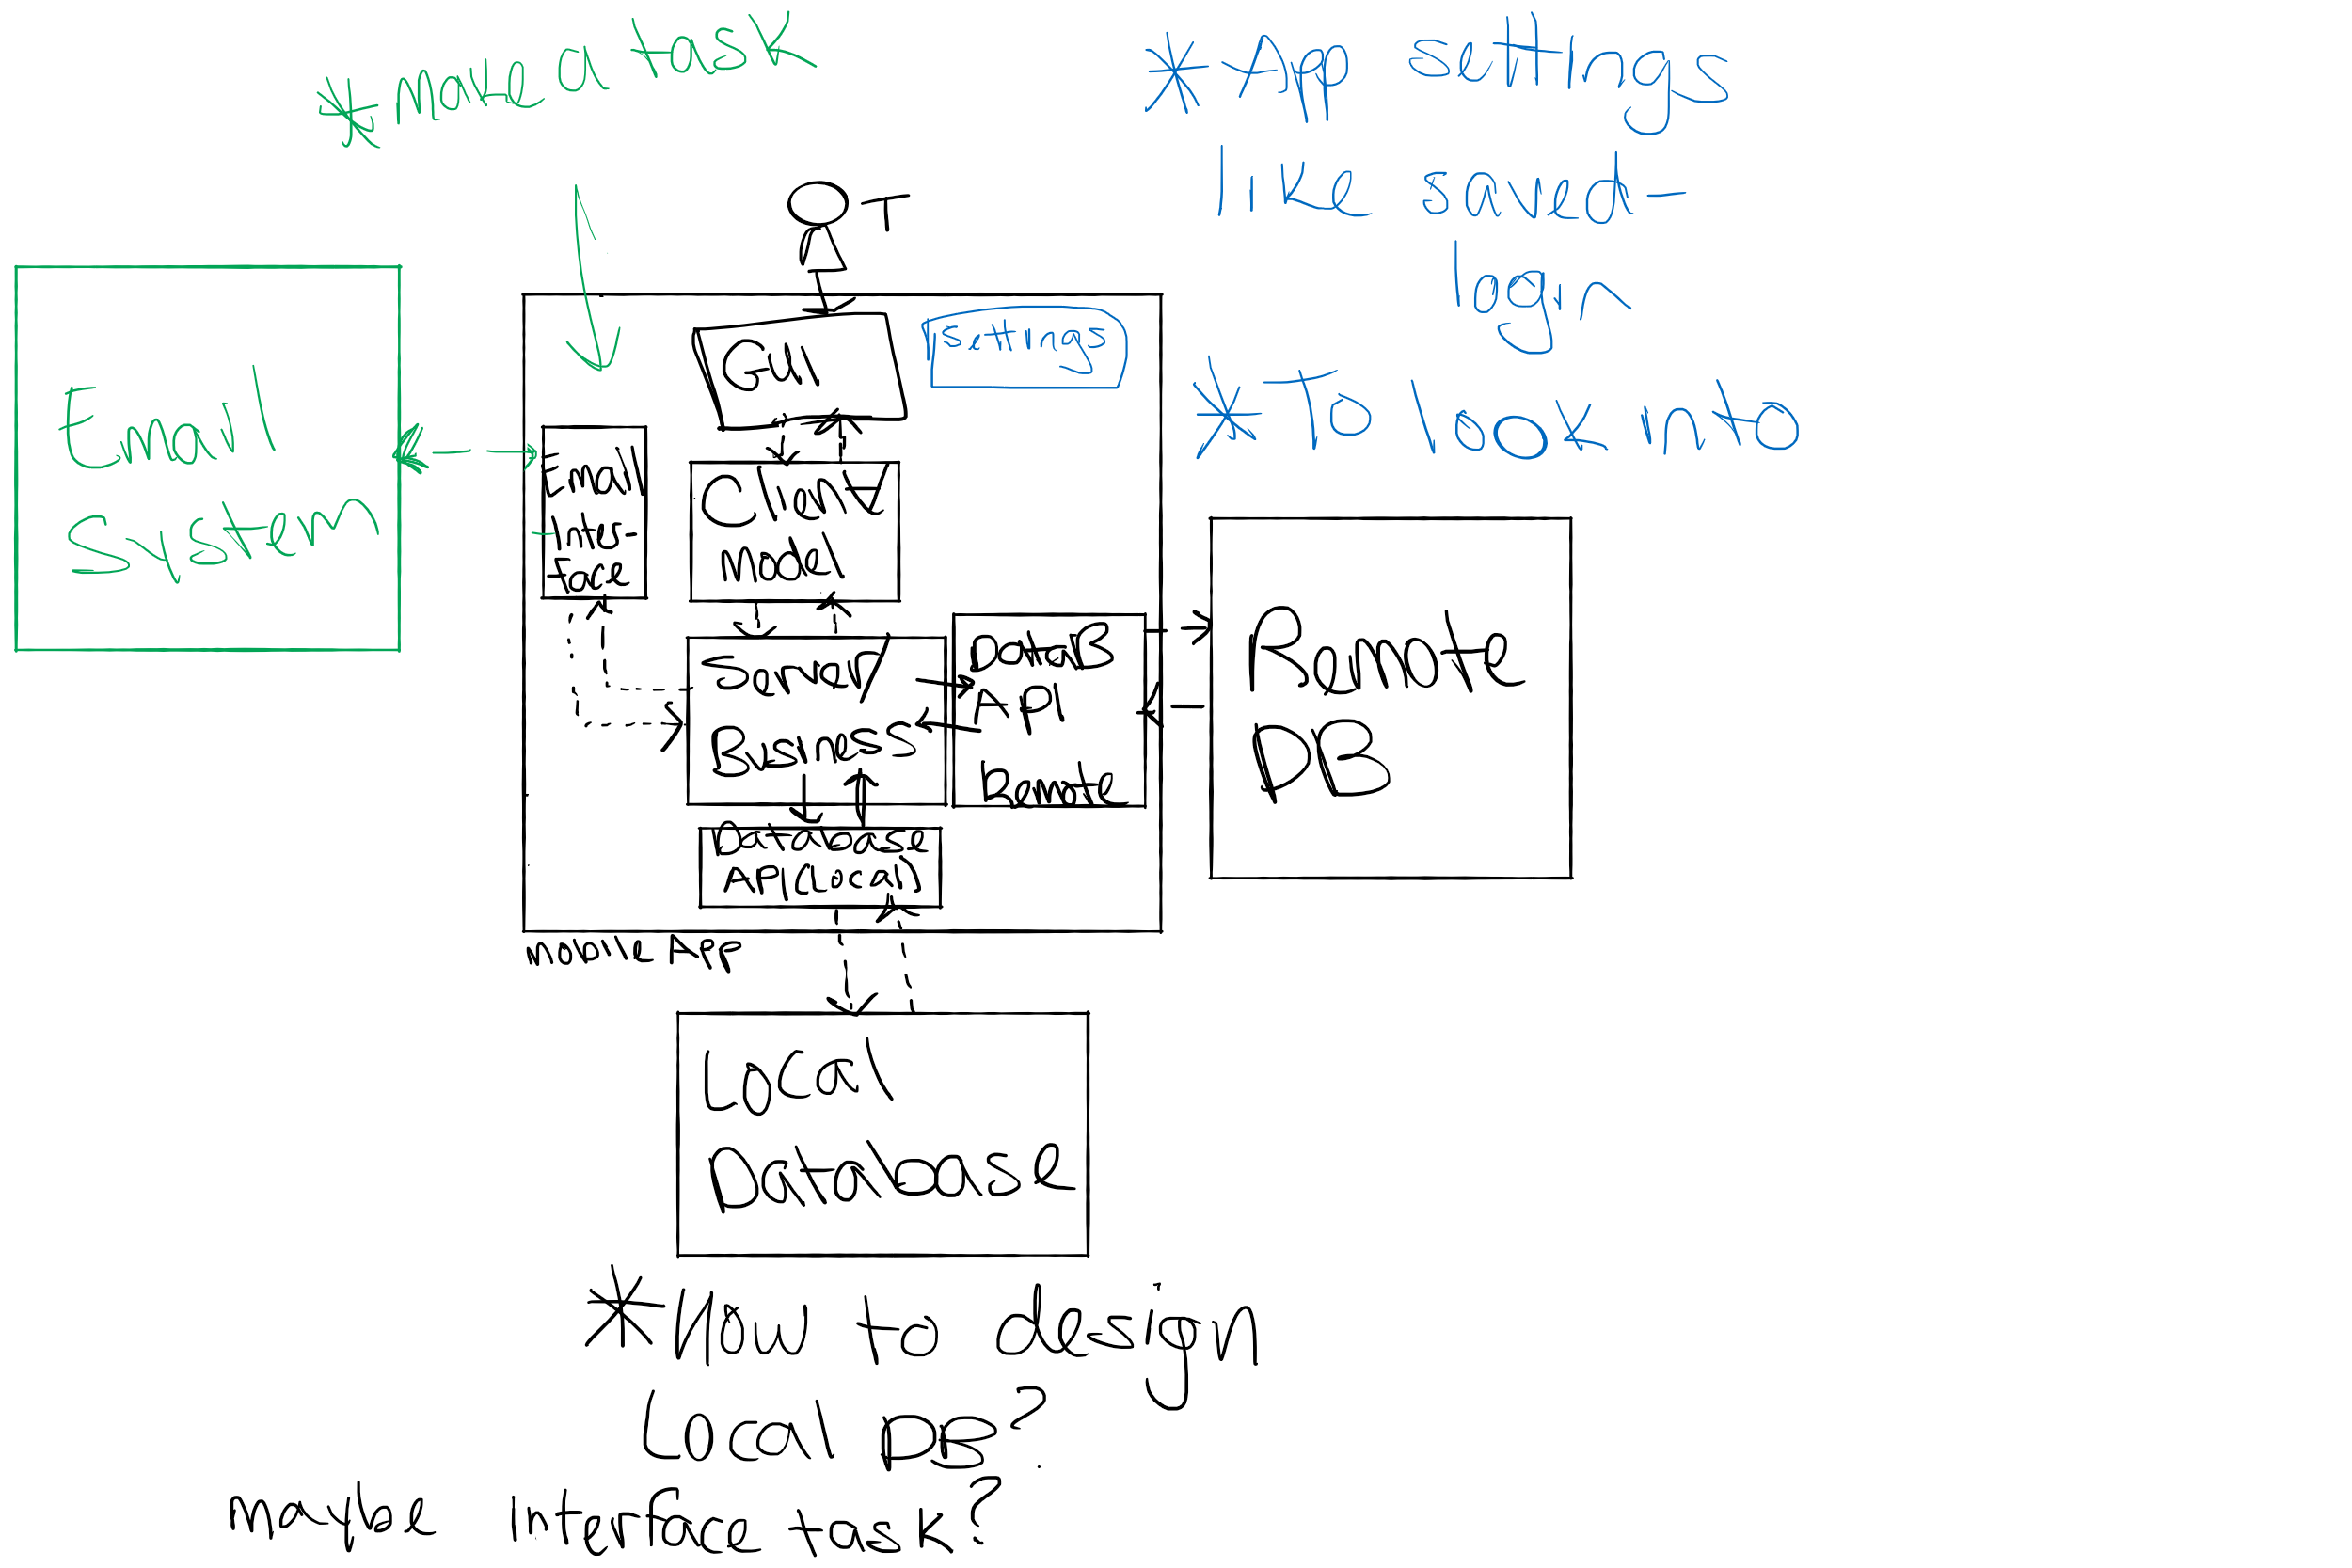 *make a task
*App settings
like saved-
login
*To look into
T
GUI
Settings
Email
System
Email
Inter-
face
Client
Model
Server/
Business
DataB
API
Remote
Remote
DB
Database
API(Local)
Mobile App
Local
Database
*How to design
Local DB?
maybe interface task?